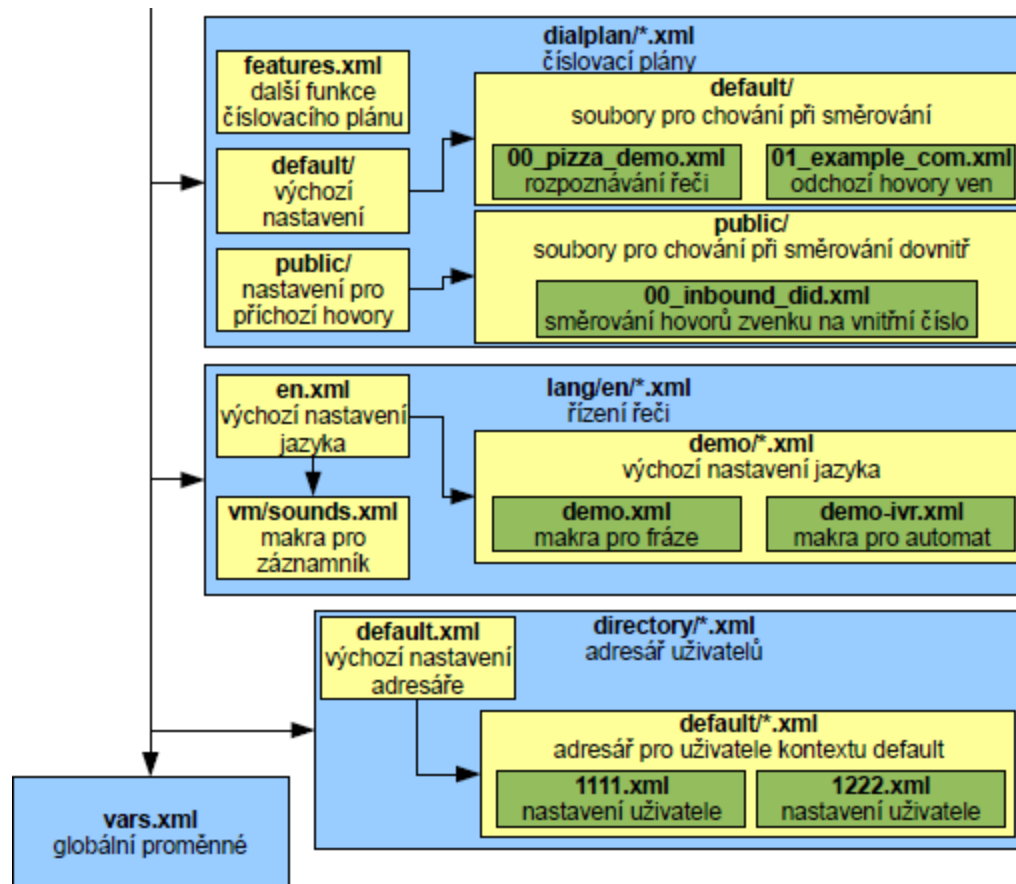 dialplan/*.xml
číslovací plány
features.xml
další funkce
číslovacího plánu
default/
výchozí
nastavení
public/
nastavení pro
příchozí hovory
default/
soubory pro chování při směrování
00_pizza_demo.xml
rozpoznávání řeči
01_example_com.xml
odchozí hovory ven
public/
soubory pro chování při směrování dovnitř
00_inbound_did.xml
směrování hovorů zvenku na vnitřní číslo
lang/en/*.xml
řízení řeči
en.xml
výchozí nastavení
jazyka
vm/sounds.xml
makra pro
záznamník
demo/*.xml
výchozí nastavení jazyka
demo.xml
makra pro fráze
demo-ivr.xml
makra pro automat
directory/*.xml
adresář uživatelů
default.xml
výchozí nastavení
adresáře
default/*.xml
adresář pro uživatele kontextu default
1111.xml
nastavení uživatele
1222.xml
nastavení uživatele
vars.xml
globální proměnné